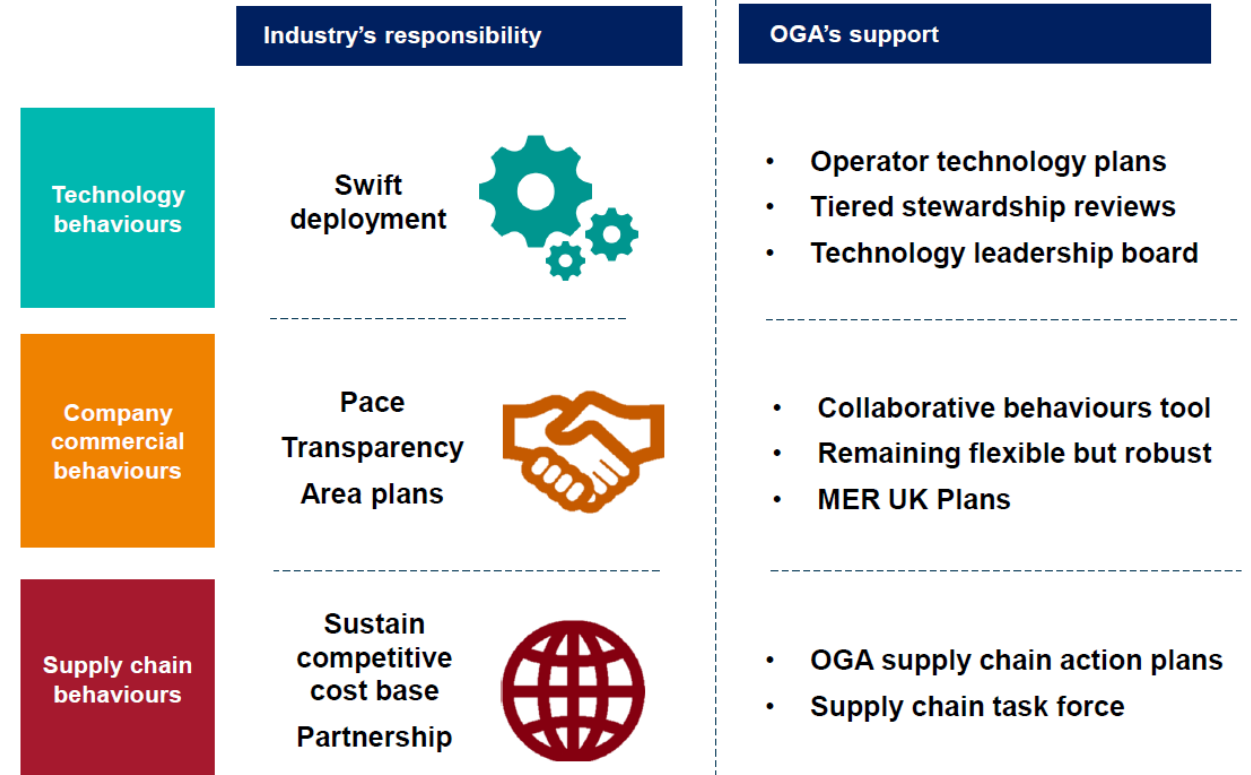 Industry's responsibility
OGA's support
Technology
behaviours
Swift
deployment
• Operator technology plans
• Tiered stewardship reviews
• Technology leadership board
Company
commercial
behaviours
Pace
Transparency
Area plans
• Collaborative behaviours tool
• Remaining flexible but robust
• MER UK Plans
Supply chain
behaviours
Sustain
competitive
cost base
Partnership
• OGA supply chain action plans
• Supply chain task force